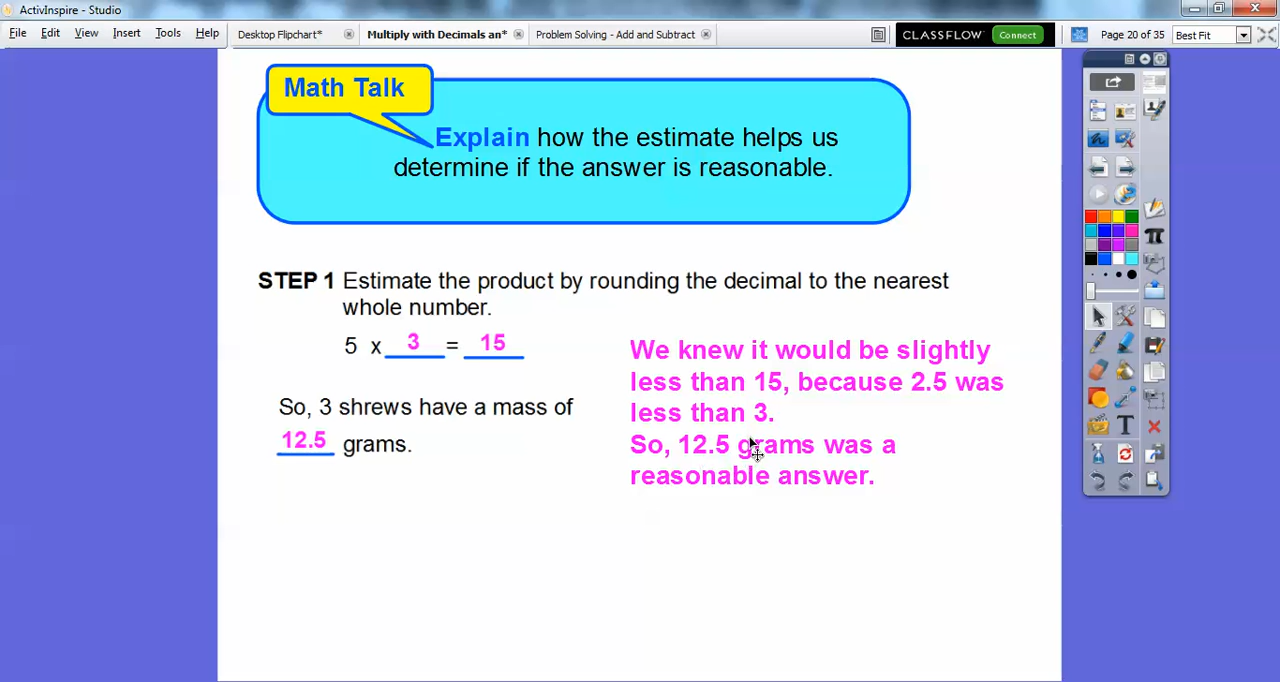 ActivInspire - Studio
File Edit View Insert Tools Help
Desktop Flipchart* Multiply with Decimals an* Problem Solving - Add and Subtract
CLASSFLOW Connect
Page 20 of 35 Best Fit
Math Talk
Explain how the estimate helps us
determine if the answer is reasonable.
STEP 1 Estimate the product by rounding the decimal to the nearest
whole number.
5 x 3 = 15
So, 3 shrews have a mass of
12.5 grams.
We knew it would be slightly
less than 15, because 2.5 was
less than 3.
So, 12.5 grams was a
reasonable answer.